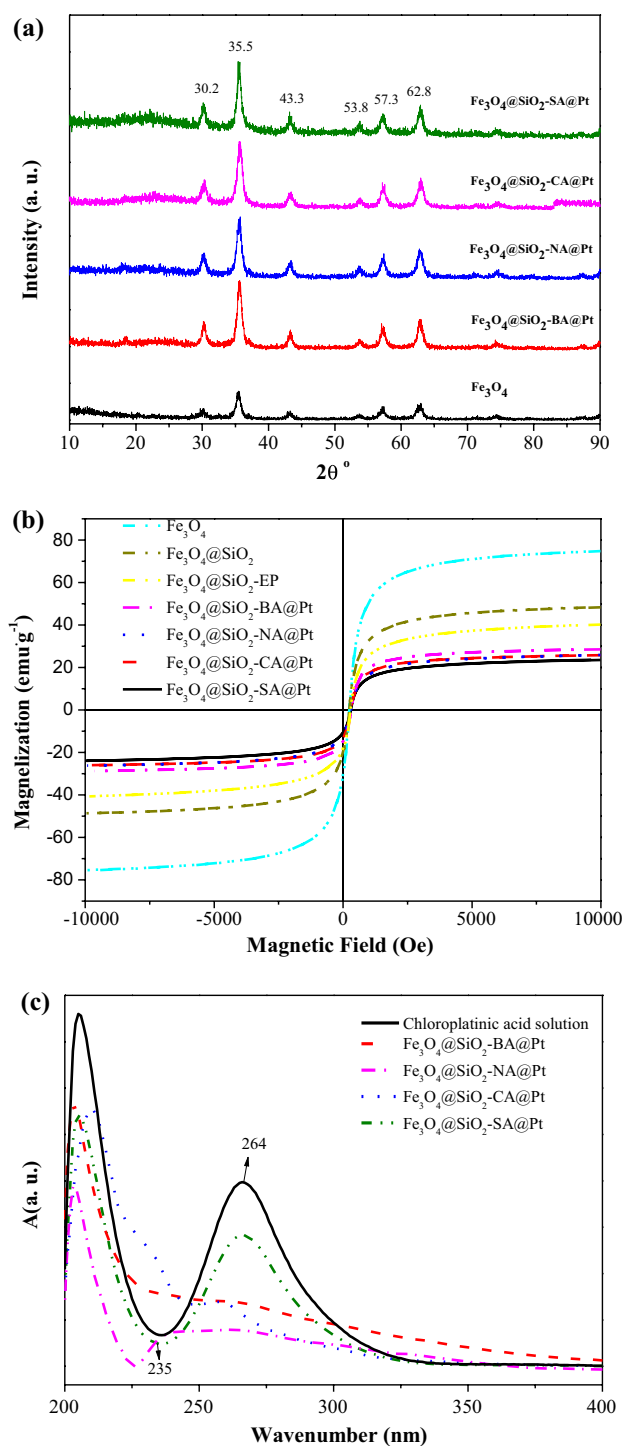 (a)
35.5
30.2
43.3
53.8
57.3
62.8
Fe3O4@SiO2-SA@Pt
Fe3O4@SiO2-CA@Pt
Fe3O4@SiO2-NA@Pt
Fe3O4@SiO2-BA@Pt
Fe3O4
Intensity (a. u.)
10 20 30 40 50 60 70 80 90
2θ °
(b)
80
60
40
20
0
-20
-40
-60
-80
Fe3O4
Fe3O4@SiO2
Fe3O4@SiO2-EP
Fe3O4@SiO2-BA@Pt
Fe3O4@SiO2-NA@Pt
Fe3O4@SiO2-CA@Pt
Fe3O4@SiO2-SA@Pt
Magnelization (emu·g-1)
-10000 -5000 0 5000 10000
Magnetic Field (Oe)
(c)
Chloroplatinic acid solution
Fe3O4@SiO2-BA@Pt
Fe3O4@SiO2-NA@Pt
Fe3O4@SiO2-CA@Pt
Fe3O4@SiO2-SA@Pt
264
235
A(a. u.)
200 250 300 350 400
Wavenumber (nm)